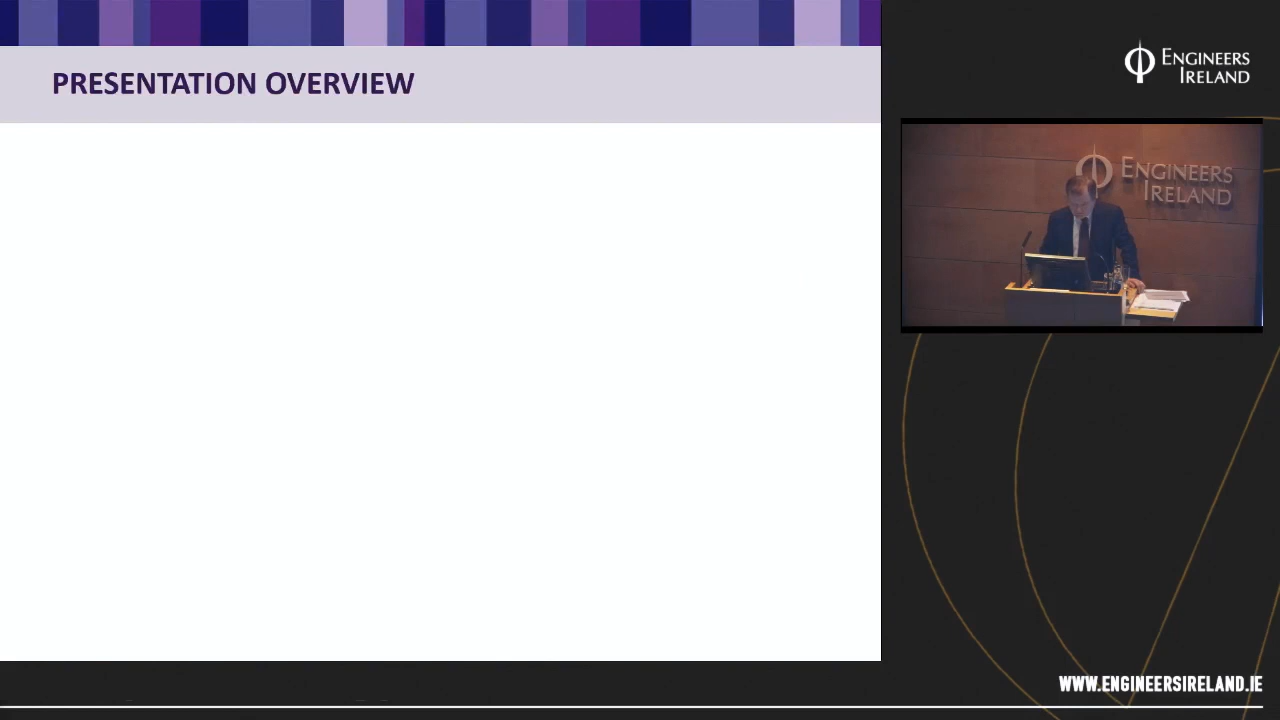 PRESENTATION OVERVIEW
ENGINEERS
IRELAND
ENGINEERS
IRELAND
WWW.ENGINEERSIRELAND.IE